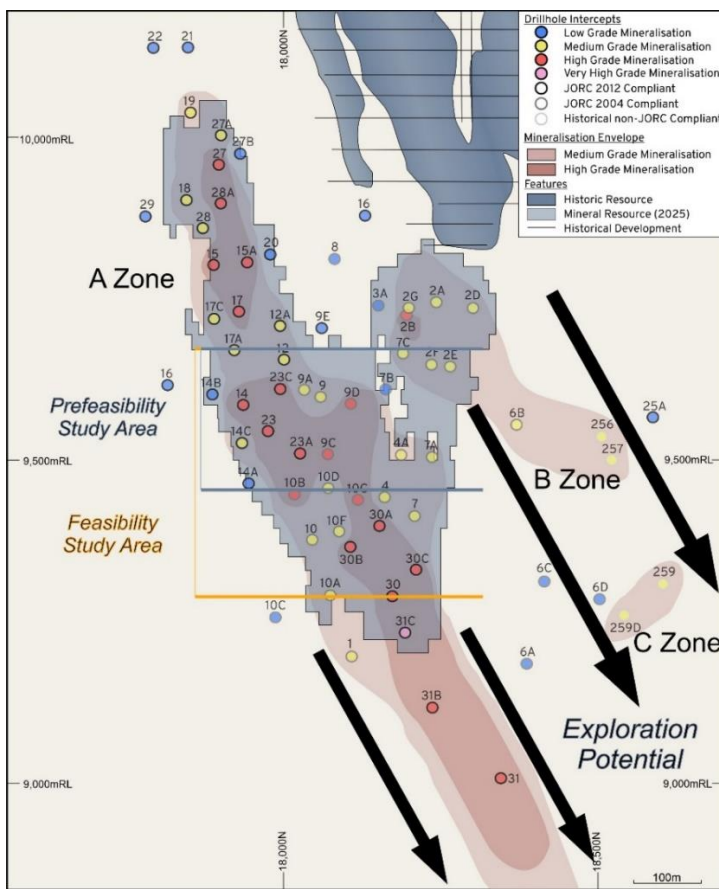 Drillhole Intercepts
Low Grade Mineralisation
Medium Grade Mineralisation
High Grade Mineralisation
Very High Grade Mineralisation
JORC 2012 Compliant
JORC 2004 Compliant
Historical non-JORC Compliant
Mineralisation Envelope
Medium Grade Mineralisation
High Grade Mineralisation
Features
Historic Resource
Mineral Resource (2025)
Historical Development
18,000N
22
21
19
10,000mRL
27A
27B
27
18
28A
29
16
28
20
8
15
15A
A Zone
3A
2G
2A
2D
17C
17
12A
9E
2B
17A
12
7C
2F
2E
16
14B
23C
9A
9
9D
7B
Prefeasibility
Study Area
14
6B
25A
14C
23
256
23A
9C
4A
7A
257
9,500mRL
9,500mRL
14A
10B
10D
10C
4
B Zone
Feasibility
Study Area
10
10F
30A
7
30B
30C
6C
259
10A
30
6D
10C
259D
31C
C Zone
1
6A
31B
Exploration
Potential
31
9,000mRL
9,000mRL
18,000N
18,500N
100m